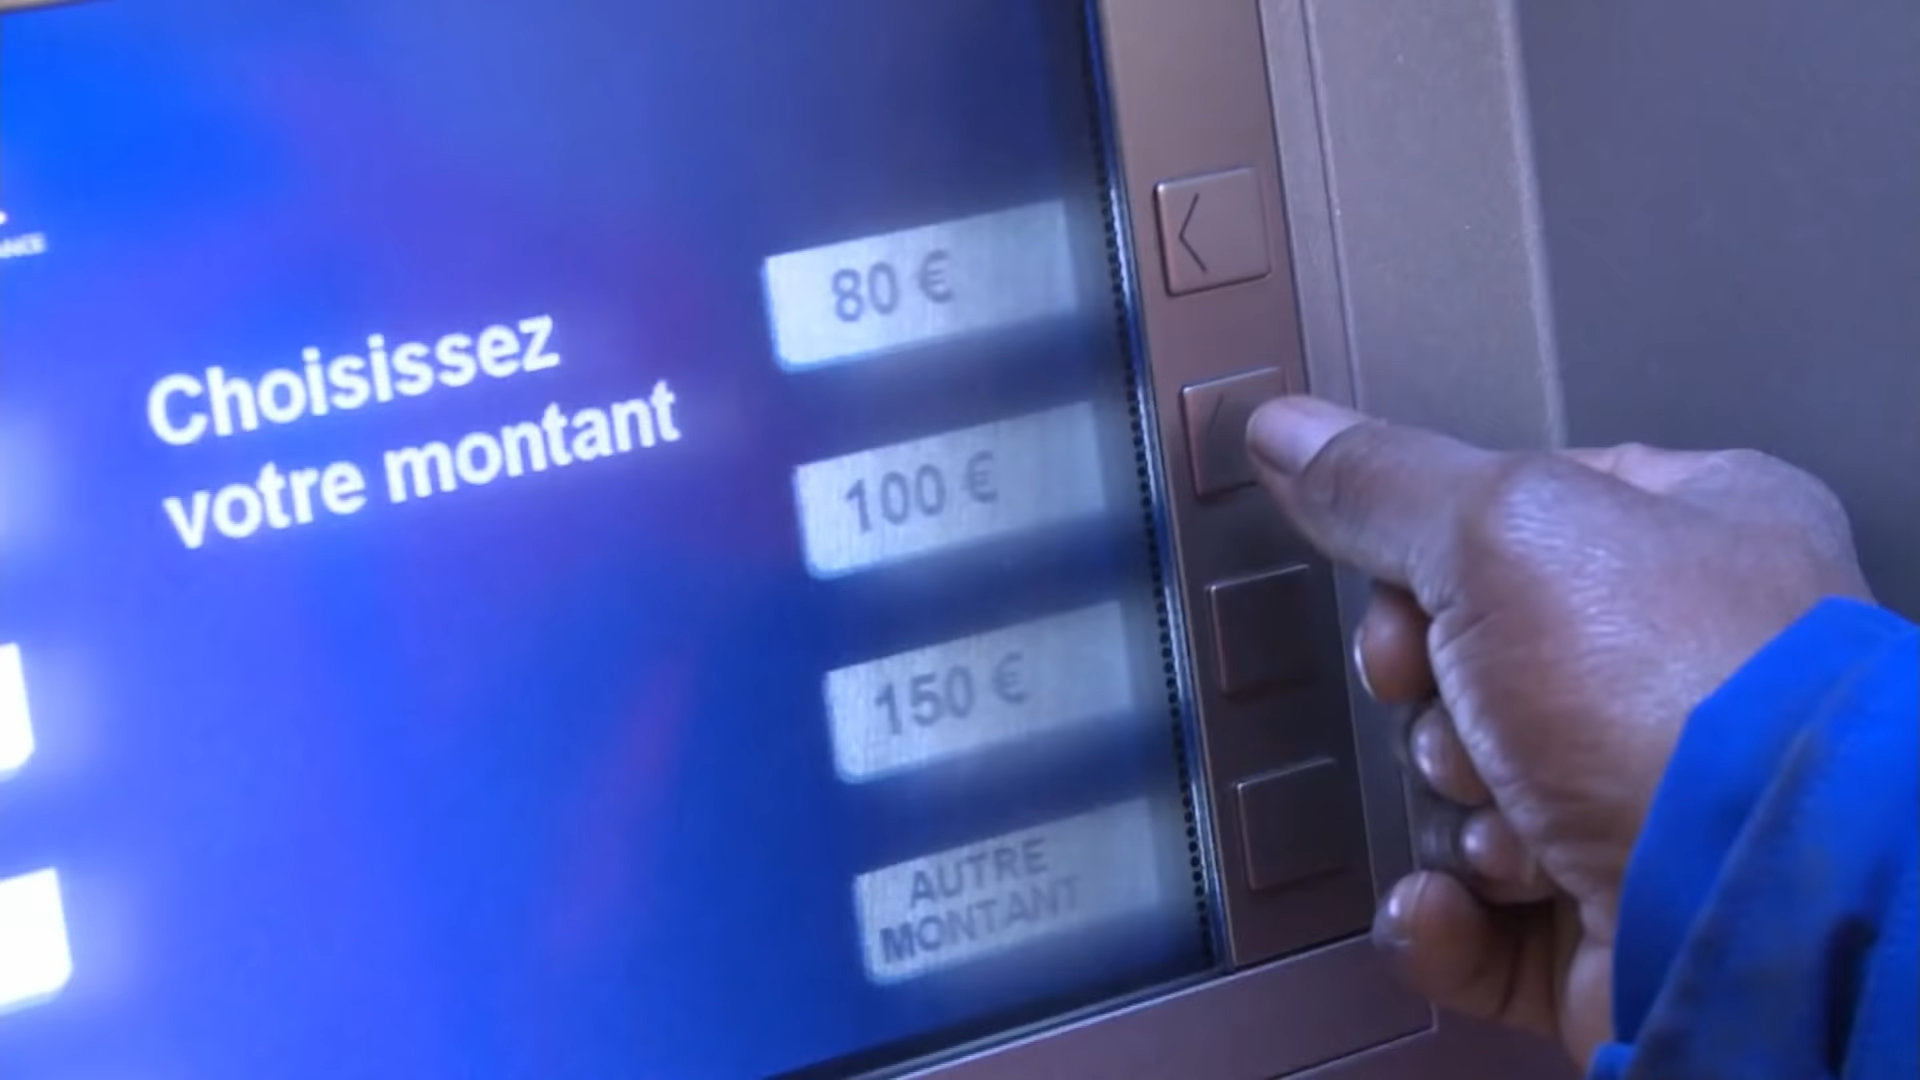 Choisissez
votre montant
80 €
100 €
150 €
AUTRE
MONTANT